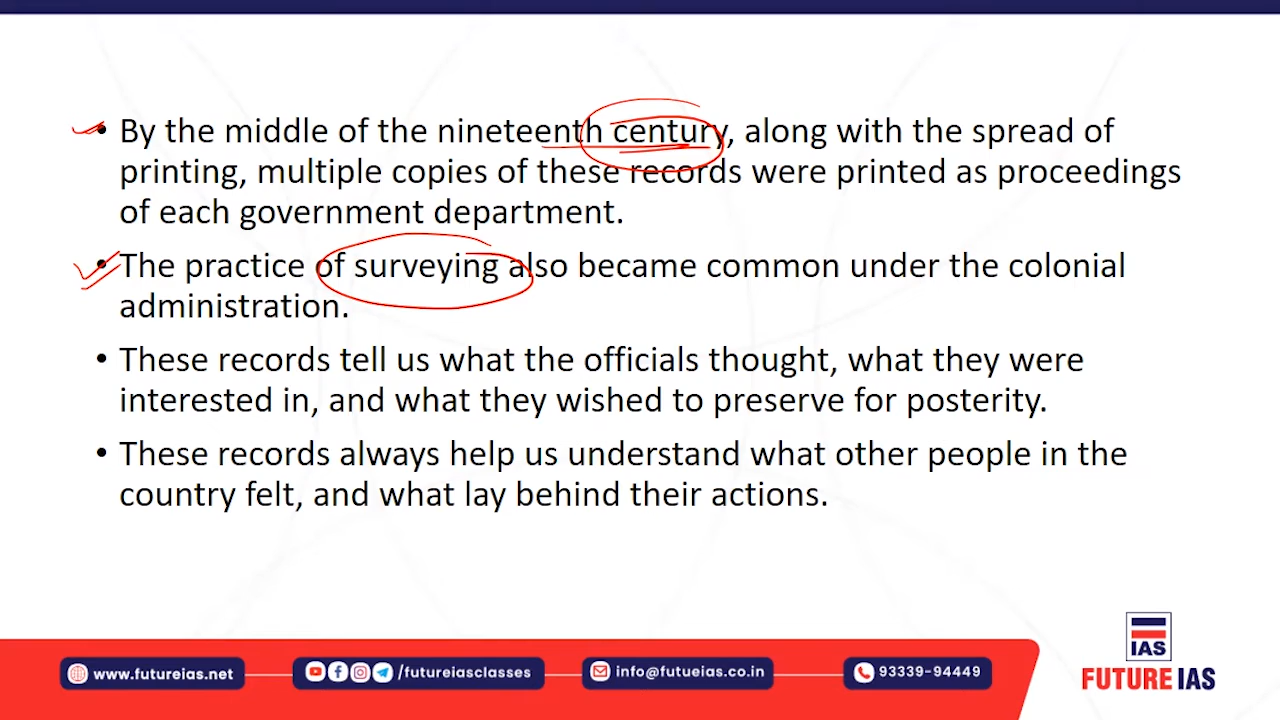 • By the middle of the nineteenth century, along with the spread of
printing, multiple copies of these records were printed as proceedings
of each government department.
• The practice of surveying also became common under the colonial
administration.
• These records tell us what the officials thought, what they were
interested in, and what they wished to preserve for posterity.
• These records always help us understand what other people in the
country felt, and what lay behind their actions.
IAS
www.futureias.net
/futureiasclasses
info@futueias.co.in
93339-94449
FUTURE IAS